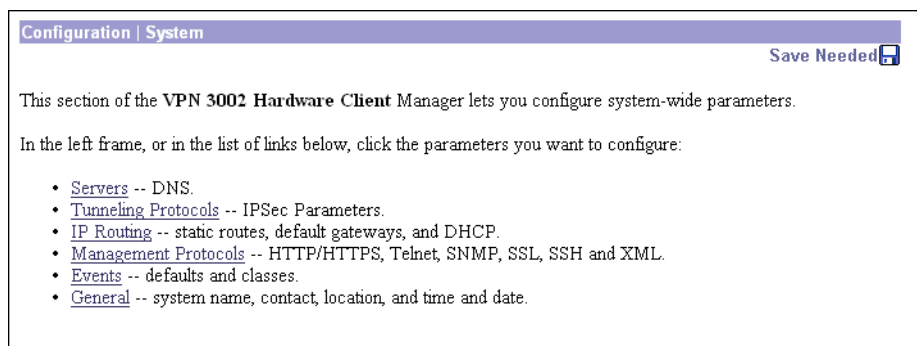 Configuration | System
Save Needed
This section of the VPN 3002 Hardware Client Manager lets you configure system-wide parameters.
In the left frame, or in the list of links below, click the parameters you want to configure:
• Servers -- DNS.
• Tunneling Protocols -- IPSec Parameters.
• IP Routing -- static routes, default gateways, and DHCP.
• Management Protocols -- HTTP/HTTPS, Telnet, SNMP, SSL, SSH and XML.
• Events -- defaults and classes.
• General -- system name, contact, location, and time and date.